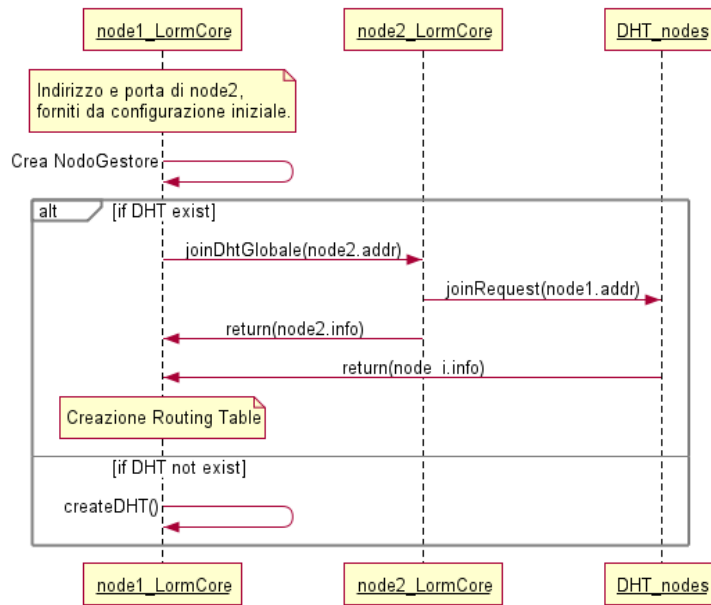 node1_LormCore
node2_LormCore
DHT_nodes
Indirizzo e porta di node2,
forniti da configurazione iniziale.
Crea NodoGestore
alt
[if DHT exist]
joinDhtGlobale(node2.addr)
joinRequest(node1.addr)
return(node2.info)
return(node_i.info)
Creazione Routing Table
[if DHT not exist]
createDHT()
node1_LormCore
node2_LormCore
DHT_nodes